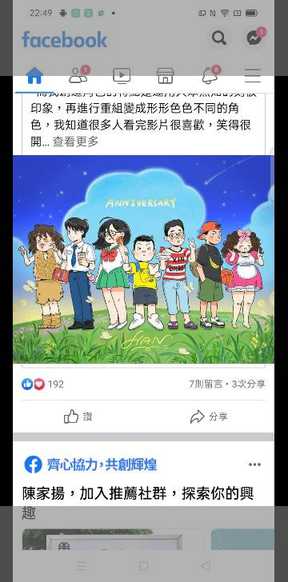 22:49
facebook
印象，再進行重組變成形形色色不同的角
色，我知道很多人看完影片很喜歡，笑得很
開... 查看更多
ANNIVERSARY
HAN
192
7則留言・3次分享
讚
分享
齊心協力，共創輝煌
陳家揚，加入推薦社群，探索你的興
趣